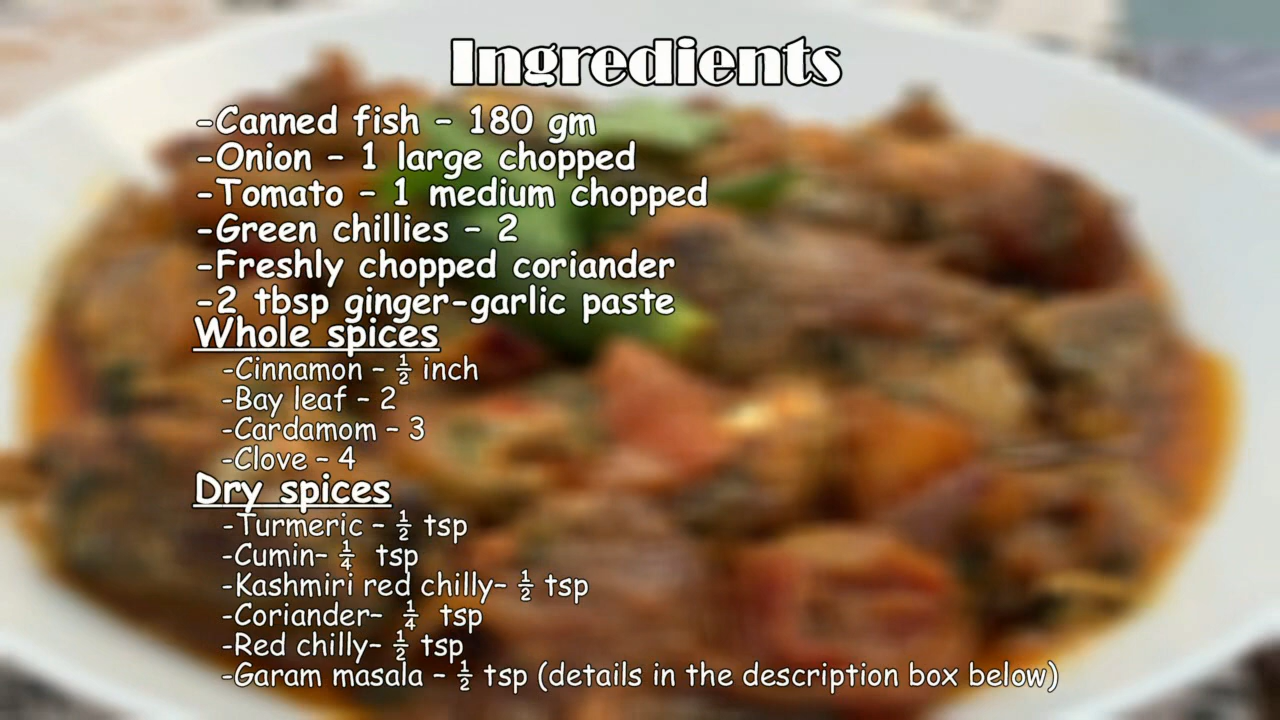 Ingredients
-Canned fish - 180 gm
-Onion - 1 large chopped
-Tomato - 1 medium chopped
-Green chillies - 2
-Freshly chopped coriander
-2 tbsp ginger-garlic paste
Whole spices
-Cinnamon - ½ inch
-Bay leaf - 2
-Cardamom - 3
-Clove - 4
Dry spices
-Turmeric - ½ tsp
-Cumin- ¼ tsp
-Kashmiri red chilly- ½ tsp
-Coriander- ¼ tsp
-Red chilly- ½ tsp
-Garam masala - ½ tsp (details in the description box below)